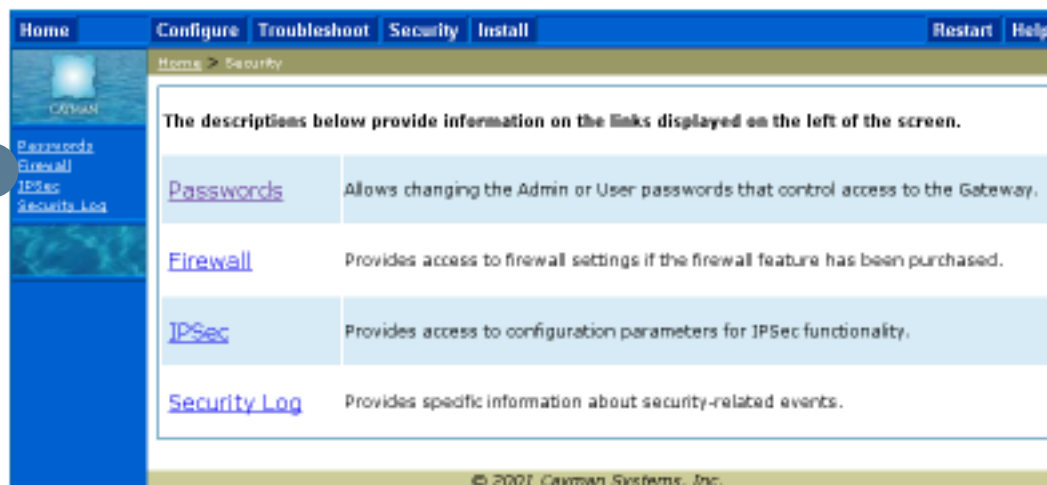 Home Configure Troubleshoot Security Install Restart Help
Home > Security
CAYMAN
Passwords
Firewall
IPSec
Security Log
The descriptions below provide information on the links displayed on the left of the screen.
Passwords Allows changing the Admin or User passwords that control access to the Gateway.
Firewall Provides access to firewall settings if the firewall feature has been purchased.
IPSec Provides access to configuration parameters for IPSec functionality.
Security Log Provides specific information about security-related events.
© 2001 Cayman Systems, Inc.